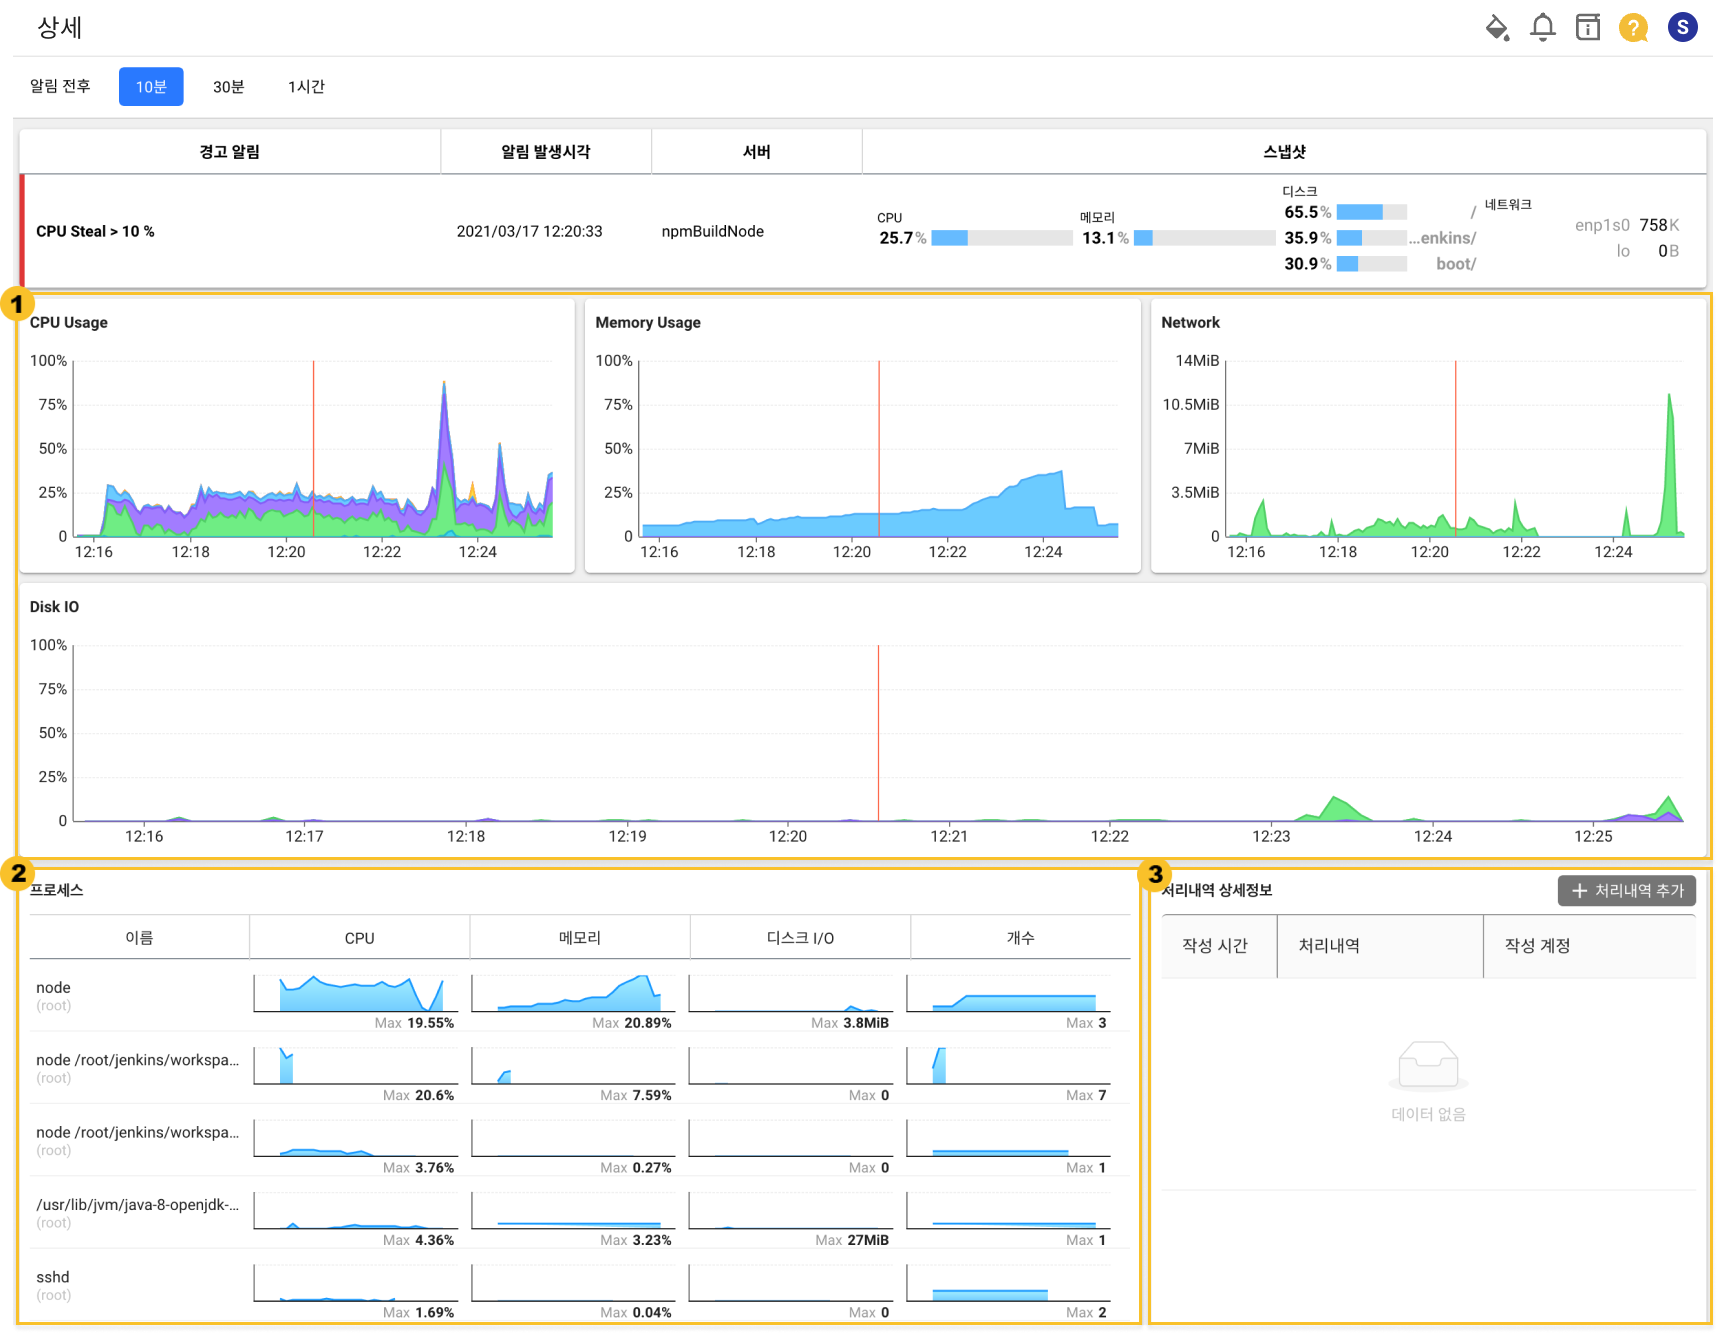 상세
?
S
알림 전후 10분 30분 1시간
경고 알림 알림 발생시각 서버 스냅샷
CPU Steal > 10 % 2021/03/17 12:20:33 npmBuildNode
CPU
25.7%
메모리
13.1%
디스크
65.5% /
35.9% ...enkins/
30.9% boot/
네트워크
enp1s0 758K
lo 0B
1
CPU Usage
100%
75%
50%
25%
0
12:16 12:18 12:20 12:22 12:24
Memory Usage
100%
75%
50%
25%
0
12:16 12:18 12:20 12:22 12:24
Network
14MiB
10.5MiB
7MiB
3.5MiB
0
12:16 12:18 12:20 12:22 12:24
Disk IO
100%
75%
50%
25%
0
12:16 12:17 12:18 12:19 12:20 12:21 12:22 12:23 12:24 12:25
2
프로세스
이름 CPU 메모리 디스크 I/O 개수
node
(root)
Max 19.55% Max 20.89% Max 3.8MiB Max 3
node /root/jenkins/workspa...
(root)
Max 20.6% Max 7.59% Max 0 Max 7
node /root/jenkins/workspa...
(root)
Max 3.76% Max 0.27% Max 0 Max 1
/usr/lib/jvm/java-8-openjdk-...
(root)
Max 4.36% Max 3.23% Max 27MiB Max 1
sshd
(root)
Max 1.69% Max 0.04% Max 0 Max 2
3
처리내역 상세정보
+ 처리내역 추가
작성 시간 처리내역 작성 계정
데이터 없음